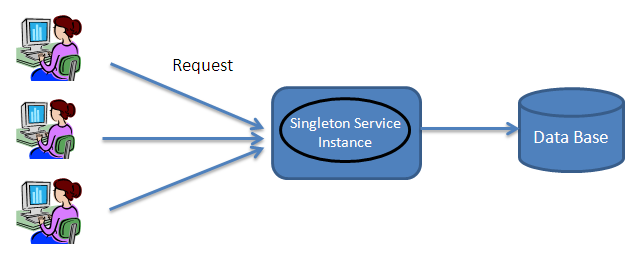 Request
Singleton Service
Instance
Data Base